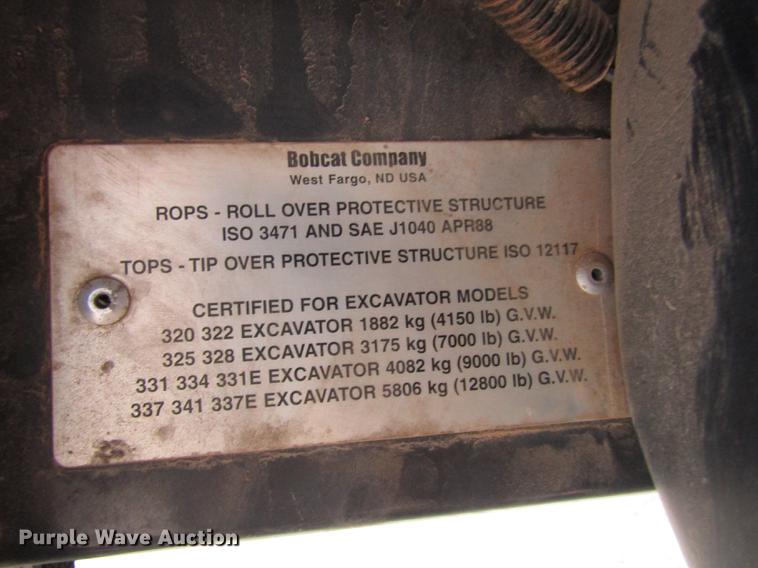 Bobcat Company
West Fargo, ND USA
ROPS - ROLL OVER PROTECTIVE STRUCTURE
ISO 3471 AND SAE J1040 APR88
TOPS - TIP OVER PROTECTIVE STRUCTURE ISO 12117
CERTIFIED FOR EXCAVATOR MODELS
320 322 EXCAVATOR 1882 kg (4150 lb) G.V.W.
325 328 EXCAVATOR 3175 kg (7000 lb) G.V.W.
331 334 331E EXCAVATOR 4082 kg (9000 lb) G.V.W.
337 341 337E EXCAVATOR 5806 kg (12800 lb) G.V.W.
Purple Wave Auction